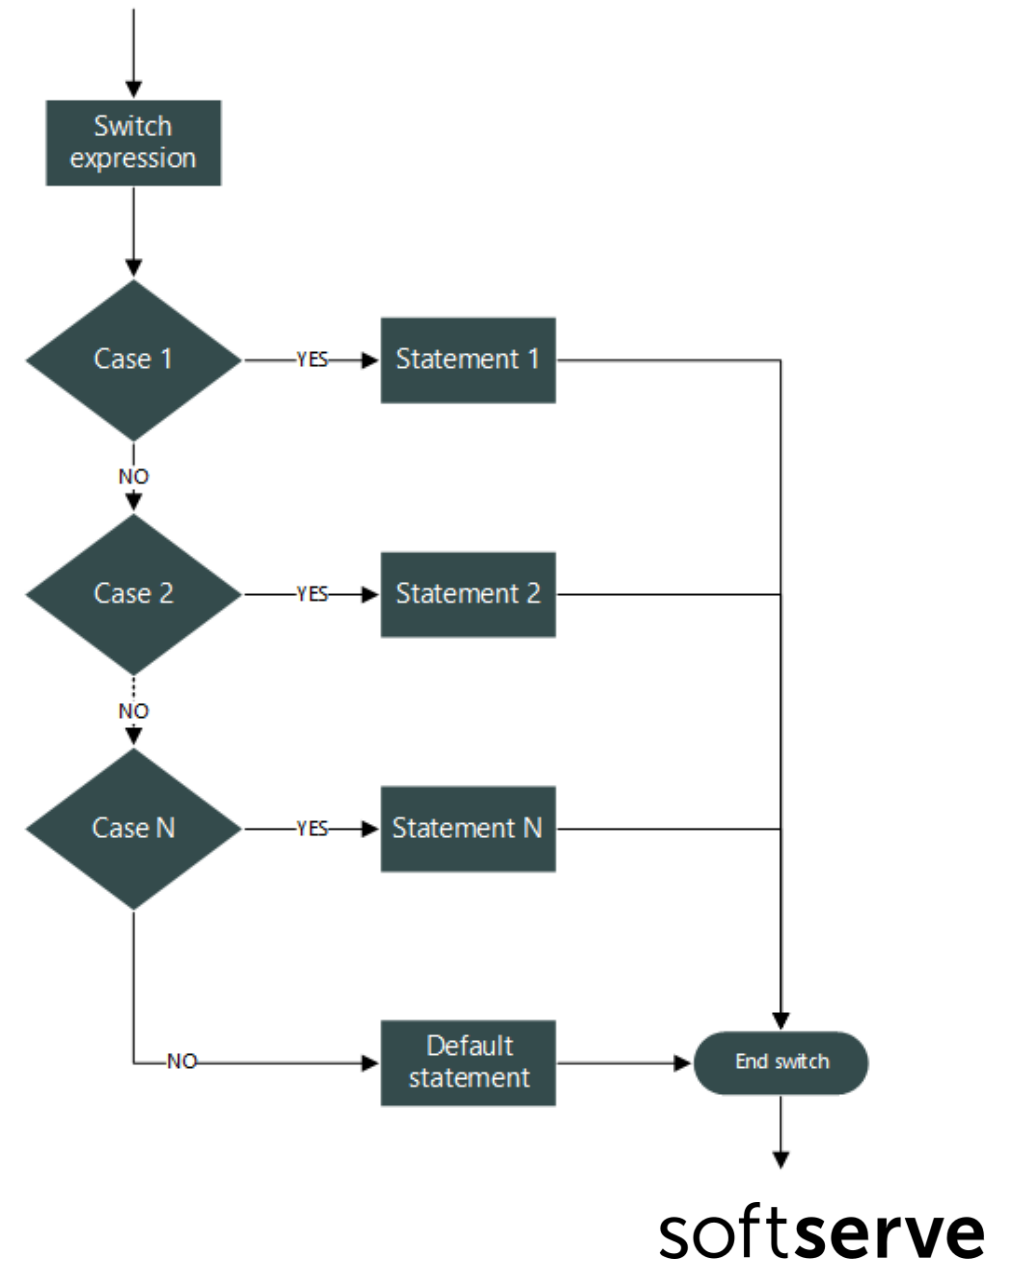 Switch
expression
Case 1
YES
Statement 1
NO
Case 2
YES
Statement 2
NO
Case N
YES
Statement N
NO
Default
statement
End switch
softserve